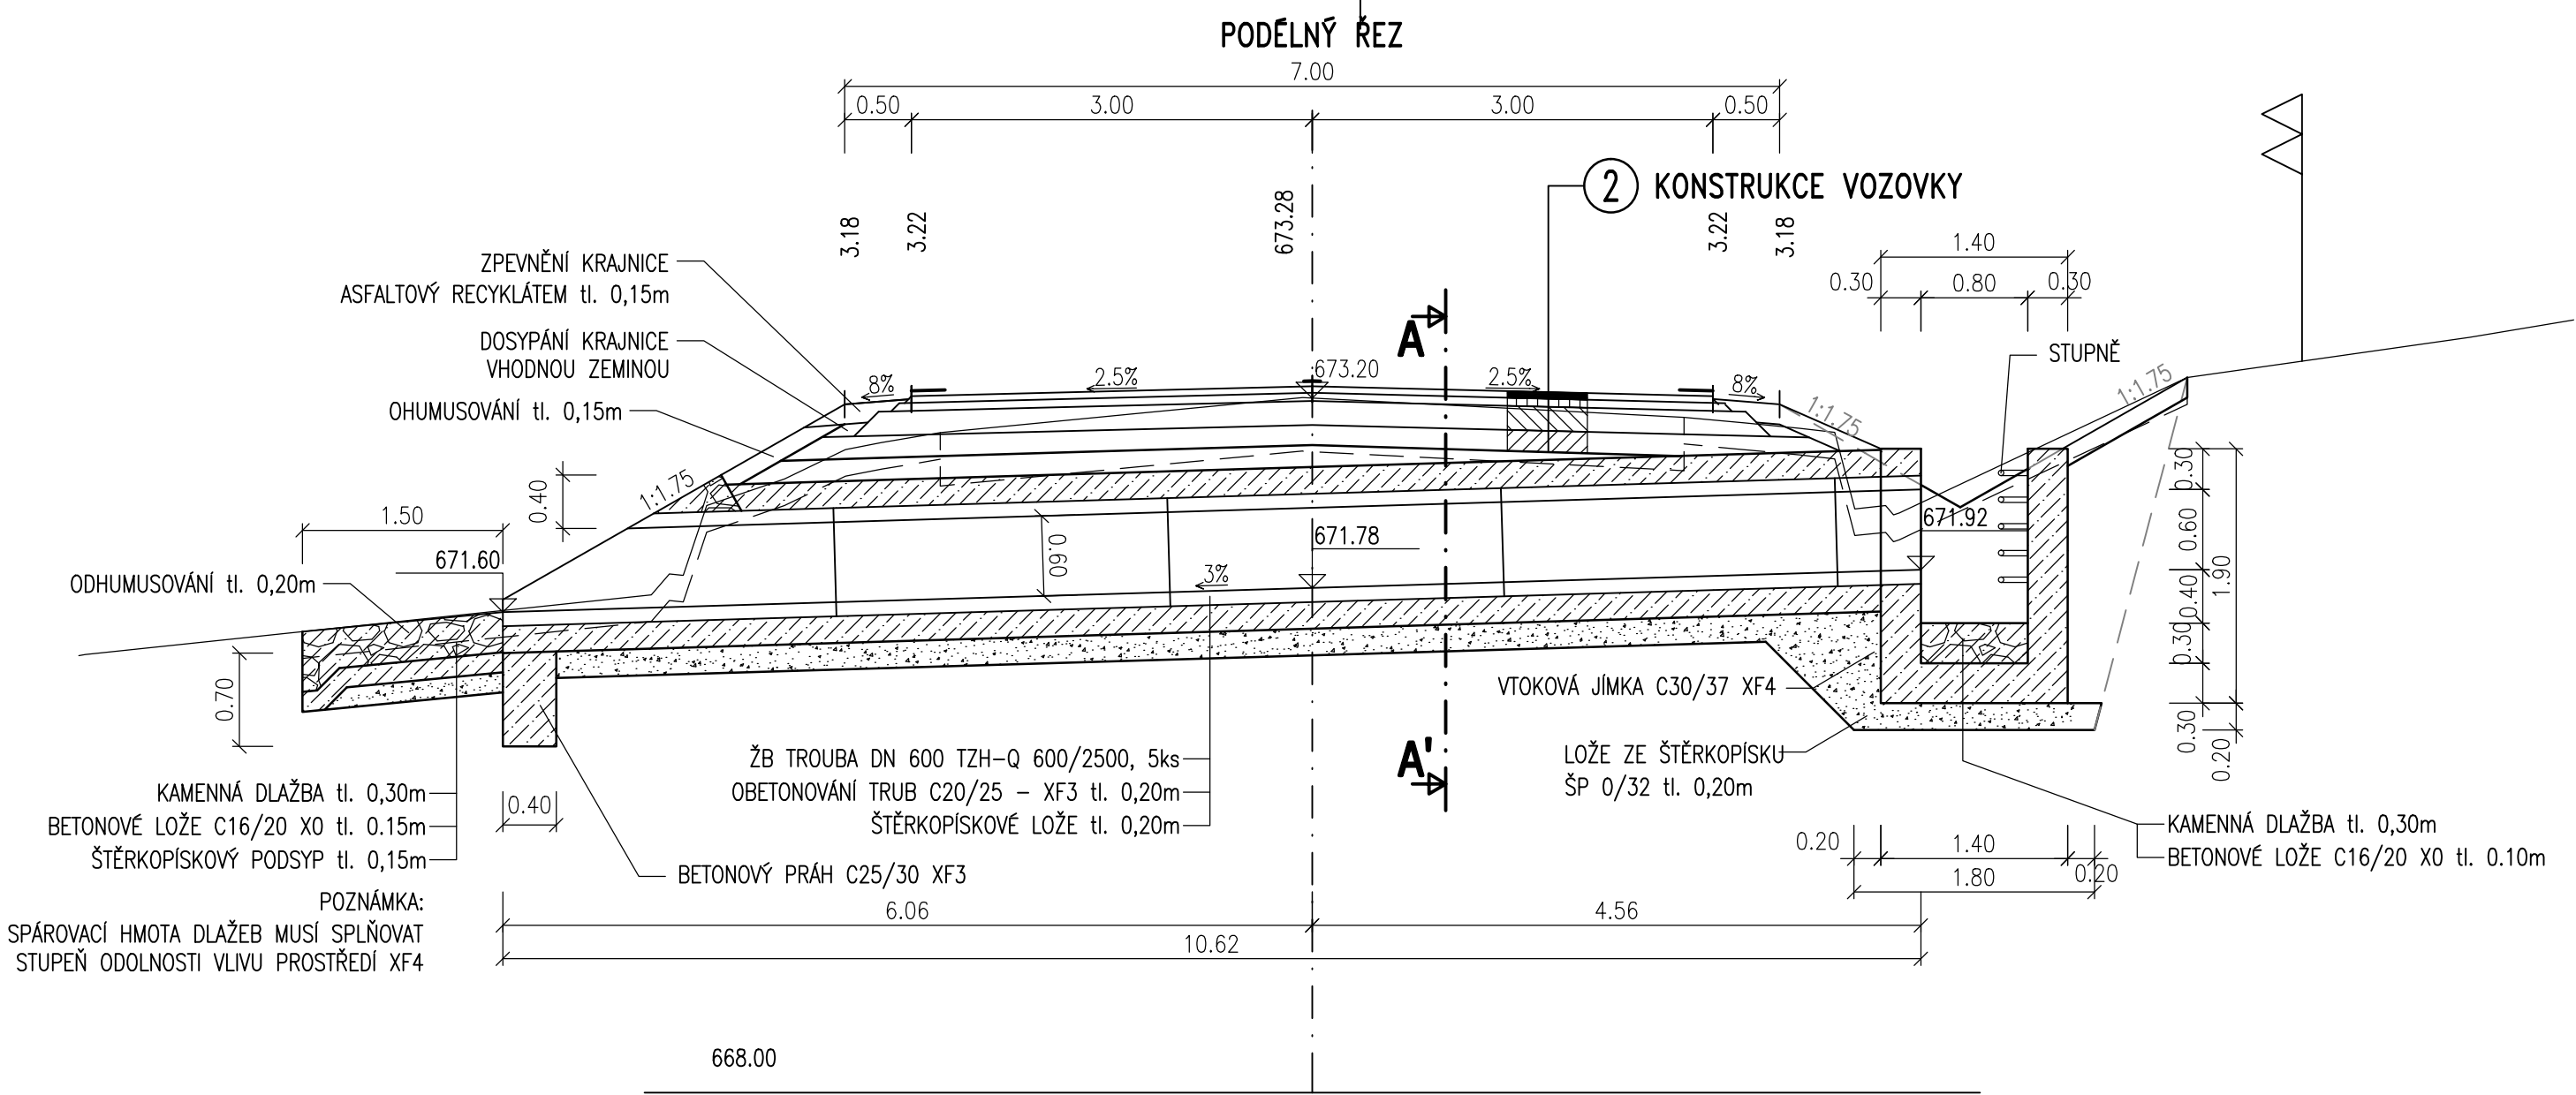 PODÉLNÝ ŘEZ
7.00
0.50
3.00
3.00
0.50
2 KONSTRUKCE VOZOVKY
3.18
3.22
673.28
3.22
3.18
1.40
0.30
0.80
0.30
ZPEVNĚNÍ KRAJNICE
ASFALTOVÝ RECYKLÁTEM tl. 0,15m
DOSYPÁNÍ KRAJNICE
VHODNOU ZEMINOU
OHUMUSOVÁNÍ tl. 0,15m
A
STUPNĚ
8%
2.5%
673.20
2.5%
8%
1:1.75
1:1.75
1:1.75
0.40
1.50
671.60
0.60
671.78
671.92
3%
ODHUMUSOVÁNÍ tl. 0,20m
0.30
0.60
0.40
0.30
0.30
1.90
0.20
0.70
VTOKOVÁ JÍMKA C30/37 XF4
LOŽE ZE ŠTĚRKOPÍSKU
ŠP 0/32 tl. 0,20m
A'
ŽB TROUBA DN 600 TZH-Q 600/2500, 5ks
OBETONOVÁNÍ TRUB C20/25 - XF3 tl. 0,20m
ŠTĚRKOPÍSKOVÉ LOŽE tl. 0,20m
KAMENNÁ DLAŽBA tl. 0,30m
BETONOVÉ LOŽE C16/20 X0 tl. 0.15m
ŠTĚRKOPÍSKOVÝ PODSYP tl. 0,15m
0.40
BETONOVÝ PRÁH C25/30 XF3
KAMENNÁ DLAŽBA tl. 0,30m
BETONOVÉ LOŽE C16/20 X0 tl. 0.10m
0.20
1.40
0.20
1.80
POZNÁMKA:
SPÁROVACÍ HMOTA DLAŽEB MUSÍ SPLŇOVAT
STUPEŇ ODOLNOSTI VLIVU PROSTŘEDÍ XF4
6.06
4.56
10.62
668.00